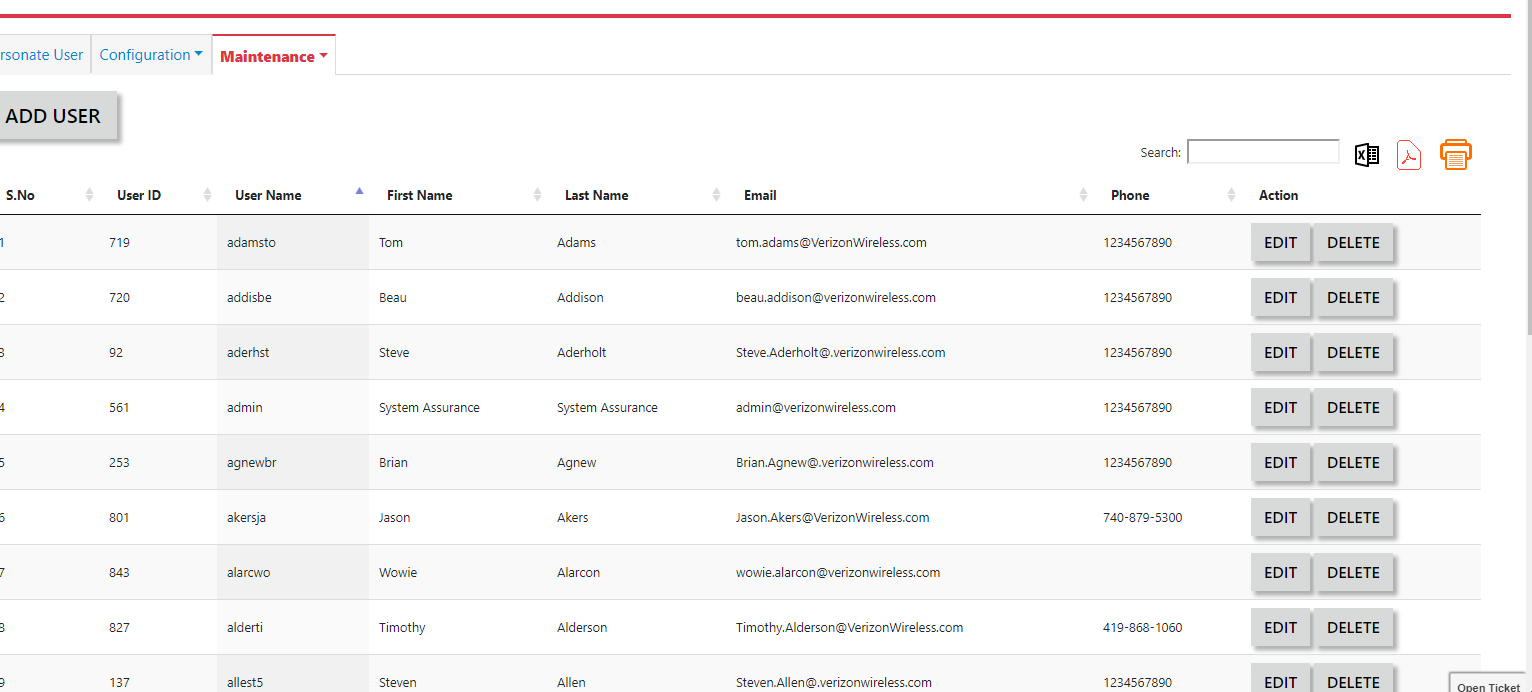 rsonate User Configuration Maintenance
ADD USER
Search:
S.No User ID User Name First Name Last Name Email Phone Action
1 719 adamsto Tom Adams tom.adams@VerizonWireless.com 1234567890 EDIT DELETE
2 720 addisbe Beau Addison beau.addison@verizonwireless.com 1234567890 EDIT DELETE
3 92 aderhst Steve Aderholt Steve.Aderholt@.verizonwireless.com 1234567890 EDIT DELETE
4 561 admin System Assurance System Assurance admin@verizonwireless.com 1234567890 EDIT DELETE
5 253 agnewbr Brian Agnew Brian.Agnew@.verizonwireless.com 1234567890 EDIT DELETE
6 801 akersja Jason Akers Jason.Akers@VerizonWireless.com 740-879-5300 EDIT DELETE
7 843 alarcwo Wowie Alarcon wowie.alarcon@verizonwireless.com EDIT DELETE
8 827 alderti Timothy Alderson Timothy.Alderson@VerizonWireless.com 419-868-1060 EDIT DELETE
9 137 allest5 Steven Allen Steven.Allen@.verizonwireless.com 1234567890 EDIT DELETE
Open Ticket